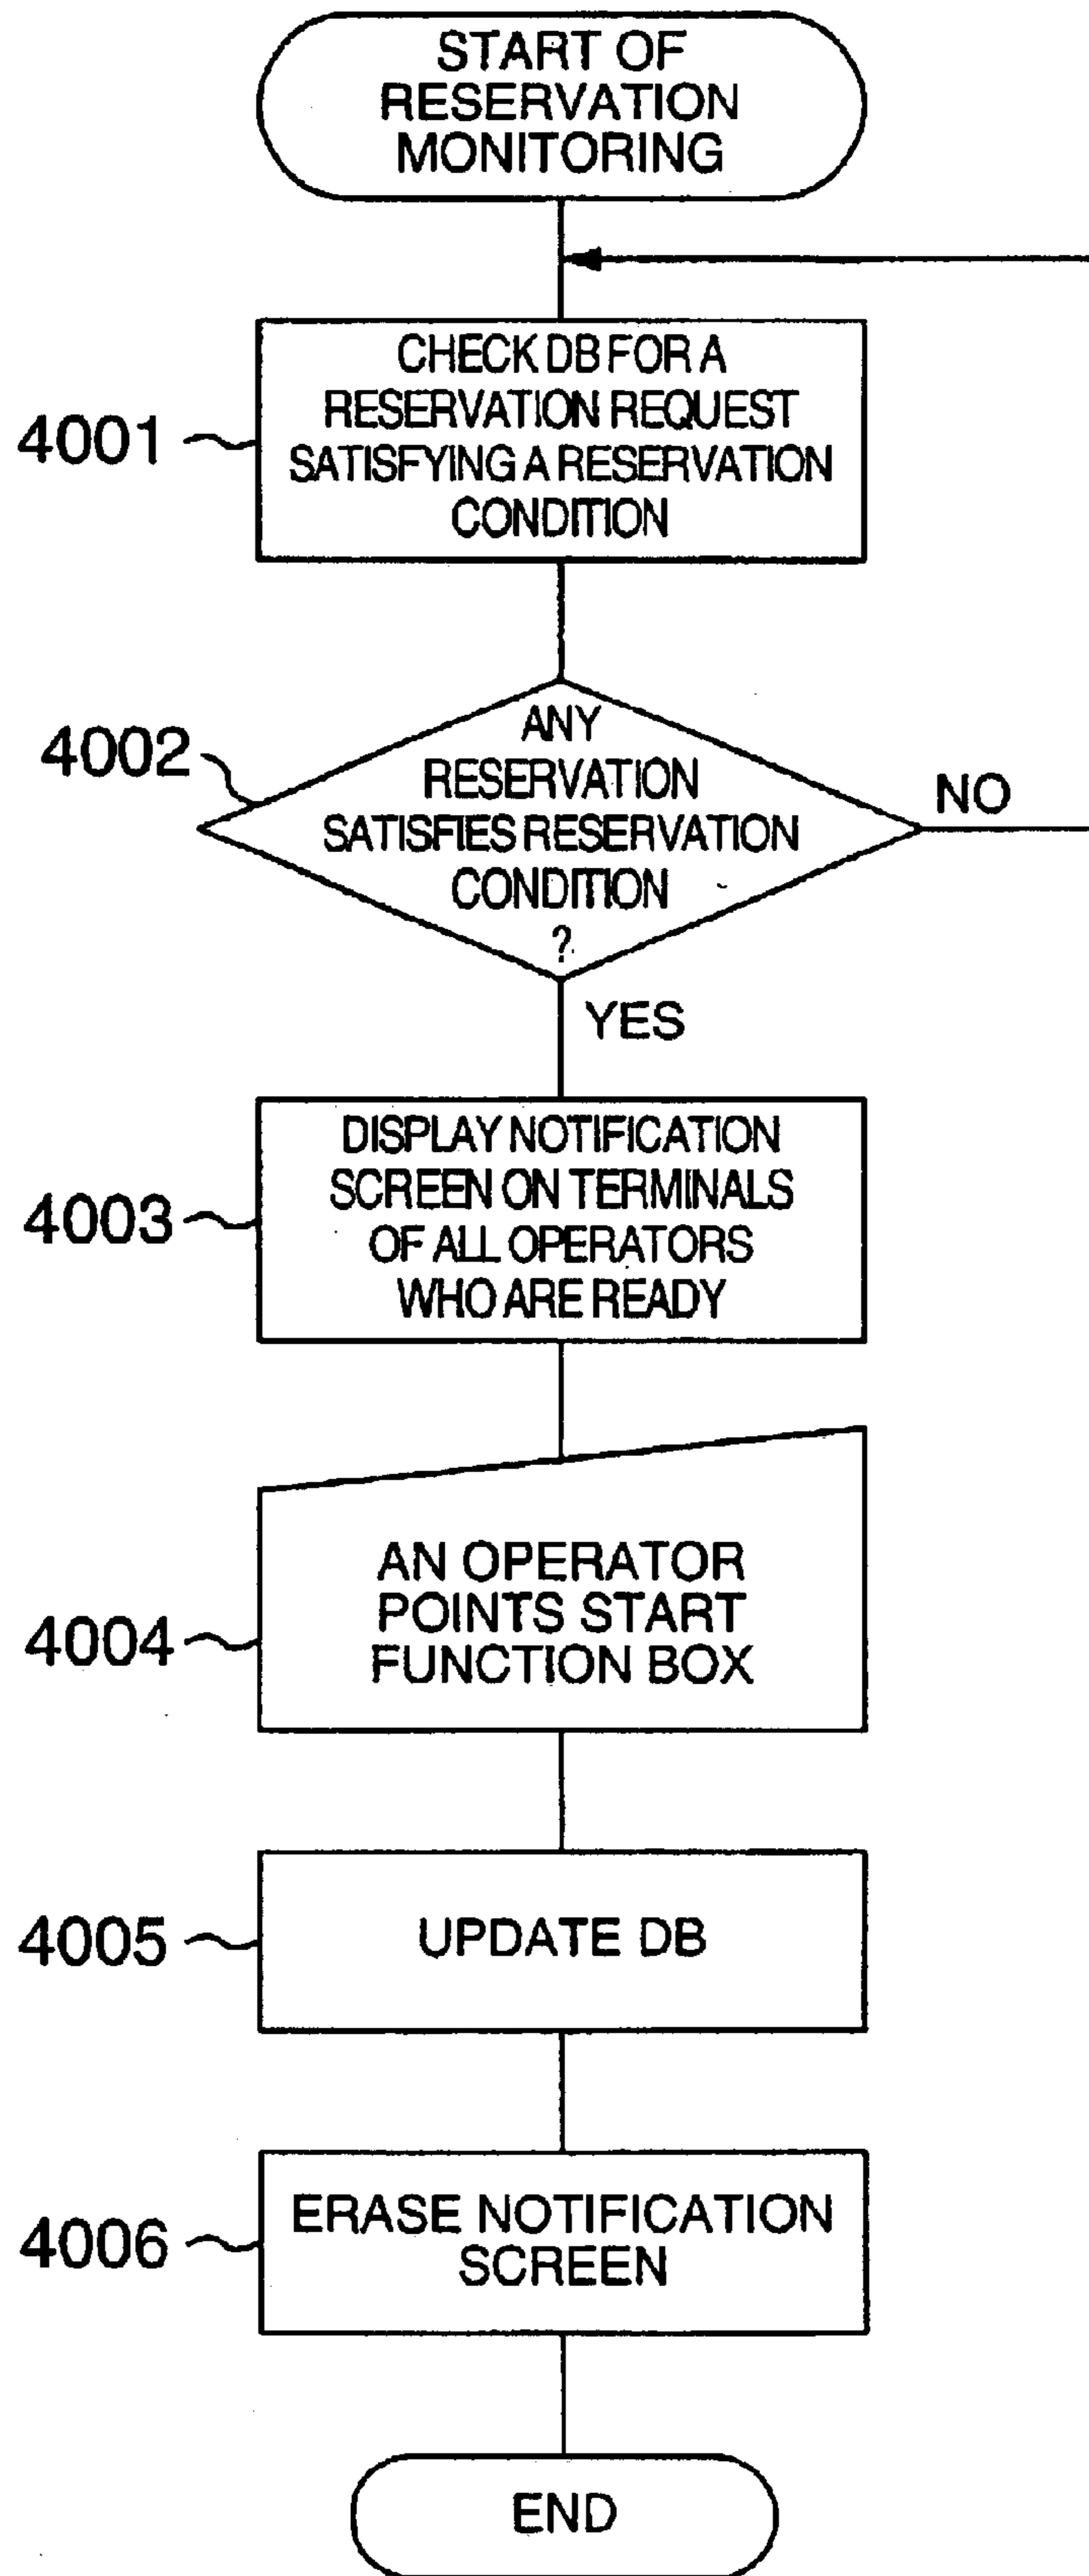 START OF
RESERVATION
MONITORING
4001
CHECK DB FOR A
RESERVATION REQUEST
SATISFYING A RESERVATION
CONDITION
4002
ANY
RESERVATION
SATISFIES RESERVATION
CONDITION
?
NO
YES
4003
DISPLAY NOTIFICATION
SCREEN ON TERMINALS
OF ALL OPERATORS
WHO ARE READY
4004
AN OPERATOR
POINTS START
FUNCTION BOX
4005
UPDATE DB
4006
ERASE NOTIFICATION
SCREEN
END